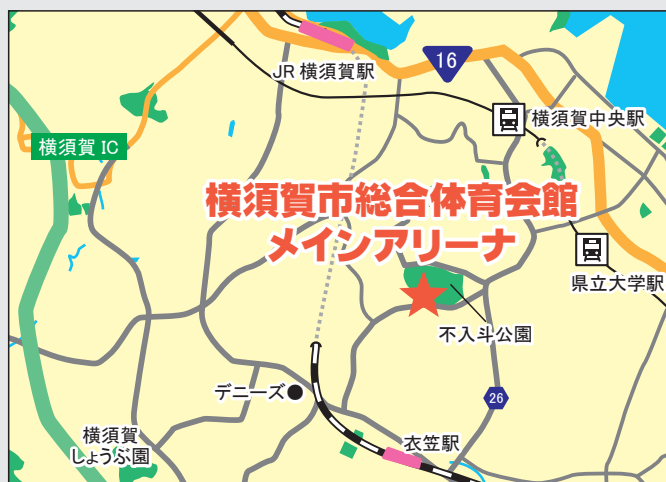 JR 横須賀駅
16
横須賀中央駅
横須賀 IC
横須賀市総合体育会館
メインアリーナ
県立大学駅
不入斗公園
デニーズ
26
横須賀
しょうぶ園
衣笠駅